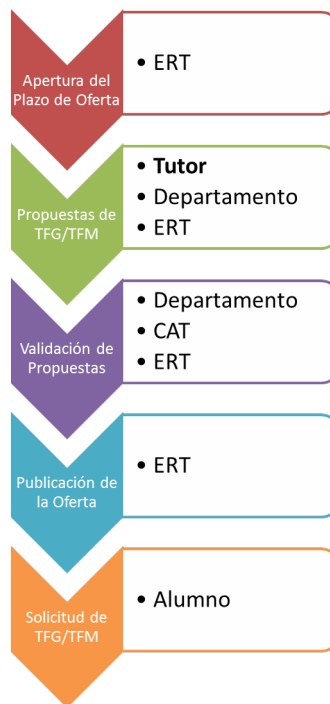 Apertura del
Plazo de Oferta
• ERT
Propuestas de
TFG/TFM
• Tutor
• Departamento
• ERT
Validación de
Propuestas
• Departamento
• CAT
• ERT
Publicación de
la Oferta
• ERT
Solicitud de
TFG/TFM
• Alumno